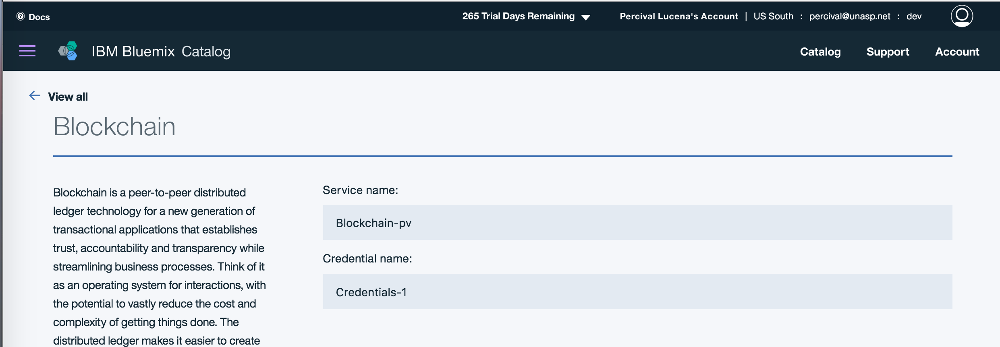 Docs
265 Trial Days Remaining
Percival Lucena's Account | US South : percival@unasp.net : dev
IBM Bluemix Catalog
Catalog Support Account
View all
Blockchain
Blockchain is a peer-to-peer distributed
ledger technology for a new generation of
transactional applications that establishes
trust, accountability and transparency while
streamlining business processes. Think of it
as an operating system for interactions, with
the potential to vastly reduce the cost and
complexity of getting things done. The
distributed ledger makes it easier to create
Service name:
Blockchain-pv
Credential name:
Credentials-1